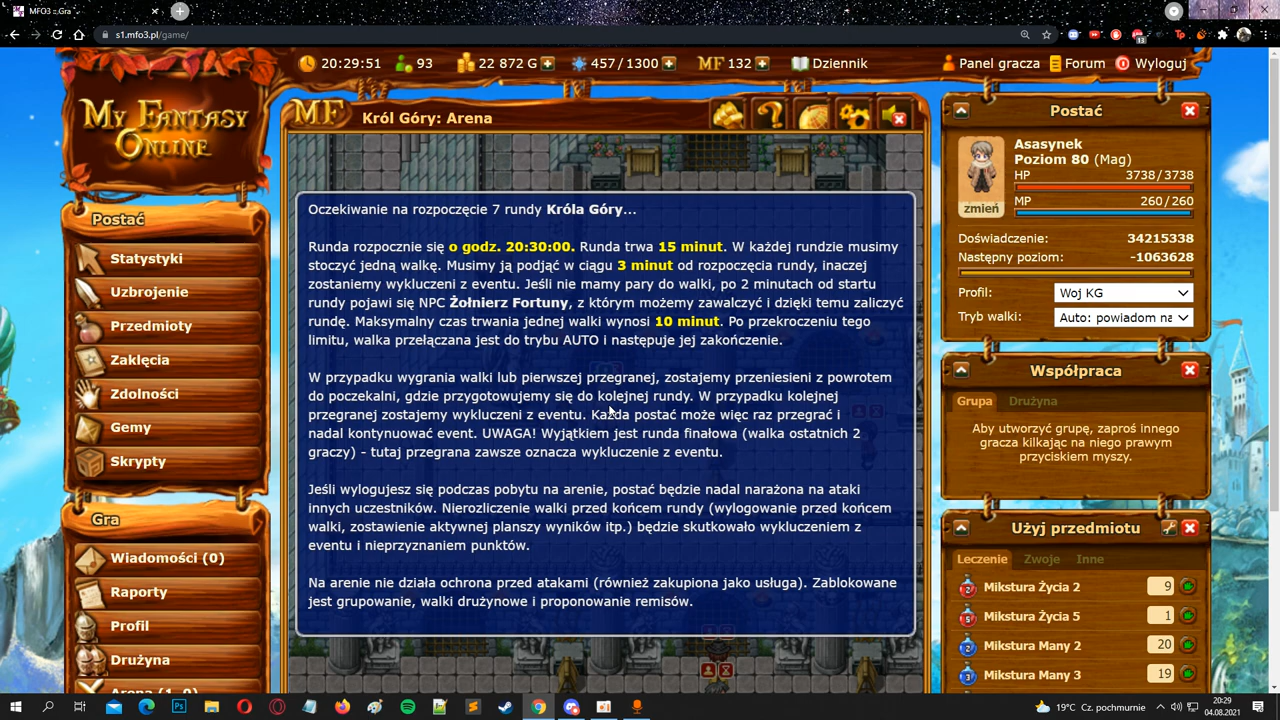 MFO3 :: Gra
s1.mfo3.pl/game/
13
20:29:51
93
22 872 G
457 / 1300
MF 132
Dziennik
Panel gracza
Forum
Wyloguj
My Fantasy
Online
MF
Król Góry: Arena
Oczekiwanie na rozpoczęcie 7 rundy Króla Góry...
Runda rozpocznie się o godz. 20:30:00. Runda trwa 15 minut. W każdej rundzie musimy
stoczyć jedną walkę. Musimy ją podjąć w ciągu 3 minut od rozpoczęcia rundy, inaczej
zostaniemy wykluczeni z eventu. Jeśli nie mamy pary do walki, po 2 minutach od startu
rundy pojawi się NPC Żołnierz Fortuny, z którym możemy zawalczyć i dzięki temu zaliczyć
rundę. Maksymalny czas trwania jednej walki wynosi 10 minut. Po przekroczeniu tego
limitu, walka przełączana jest do trybu AUTO i następuje jej zakończenie.
W przypadku wygrania walki lub pierwszej przegranej, zostajemy przeniesieni z powrotem
do poczekalni, gdzie przygotowujemy się do kolejnej rundy. W przypadku kolejnej
przegranej zostajemy wykluczeni z eventu. Każda postać może więc raz przegrać i
nadal kontynuować event. UWAGA! Wyjątkiem jest runda finałowa (walka ostatnich 2
graczy) - tutaj przegrana zawsze oznacza wykluczenie z eventu.
Jeśli wylogujesz się podczas pobytu na arenie, postać będzie nadal narażona na ataki
innych uczestników. Nierozliczenie walki przed końcem rundy (wylogowanie przed końcem
walki, zostawienie aktywnej planszy wyników itp.) będzie skutkowało wykluczeniem z
eventu i nieprzyznaniem punktów.
Na arenie nie działa ochrona przed atakami (również zakupiona jako usługa). Zablokowane
jest grupowanie, walki drużynowe i proponowanie remisów.
Postać
Statystyki
Uzbrojenie
Przedmioty
Zaklęcia
Zdolności
Gemy
Skrypty
Gra
Wiadomości (0)
Raporty
Profil
Drużyna
Arena (1, 0)
Postać
Asasynek
Poziom 80 (Mag)
HP 3738/3738
MP 260/260
zmień
Doświadczenie: 34215338
Następny poziom: -1063628
Profil: Woj KG
Tryb walki: Auto: powiadom na
Współpraca
Grupa Drużyna
Aby utworzyć grupę, zaproś innego
gracza klikając na niego prawym
przyciskiem myszy.
Użyj przedmiotu
Leczenie Zwoje Inne
Mikstura Życia 2 9
Mikstura Życia 5 1
Mikstura Many 2 20
Mikstura Many 3 19
19°C Cz. pochmurnie
20:29
04.08.2021